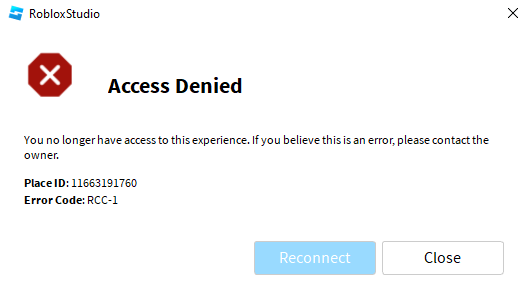 RobloxStudio
Access Denied
You no longer have access to this experience. If you believe this is an error, please contact the
owner.
Place ID: 11663191760
Error Code: RCC-1
Reconnect
Close